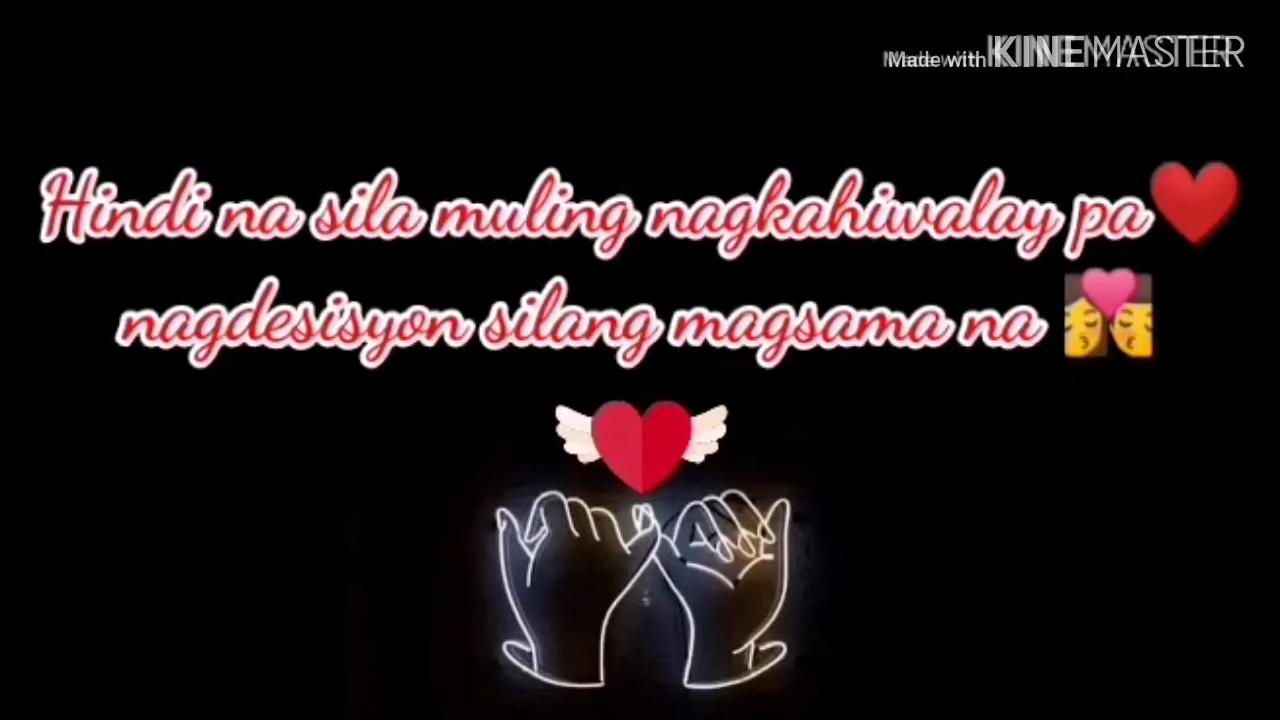 Made with KINEMASTER
Hindi na sila muling nagkahiwalay pa❤️
nagdesisyon silang magsama na 💏